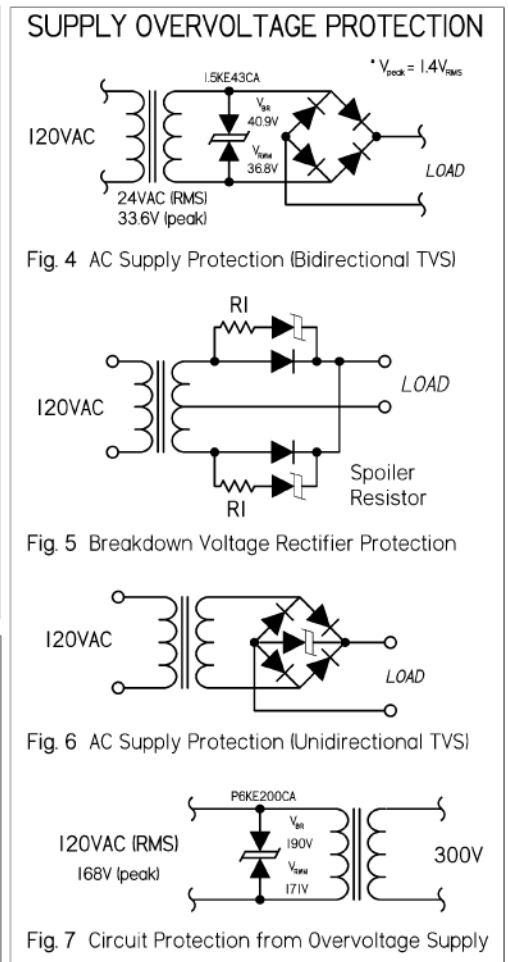 SUPPLY OVERVOLTAGE PROTECTION
* Vpeak = 1.4VRMS
1.5KE43CA
VBR
40.9V
120VAC
VRWM
36.8V
LOAD
24VAC (RMS)
33.6V (peak)
Fig. 4 AC Supply Protection (Bidirectional TVS)
R1
120VAC
LOAD
Spoiler
Resistor
R1
Fig. 5 Breakdown Voltage Rectifier Protection
120VAC
LOAD
Fig. 6 AC Supply Protection (Unidirectional TVS)
P6KE200CA
VBR
120VAC (RMS)
190V
300V
168V (peak)
VRWM
171V
Fig. 7 Circuit Protection from Overvoltage Supply